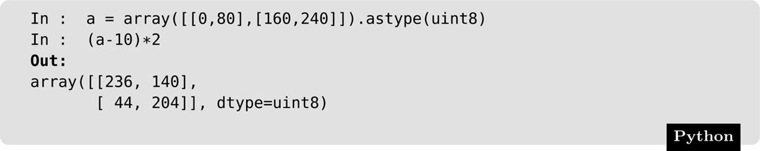 In :  a = array([[0,80],[160,240]]).astype(uint8)
In :  (a-10)*2
Out:
array([[236, 140],
       [ 44, 204]], dtype=uint8)
Python